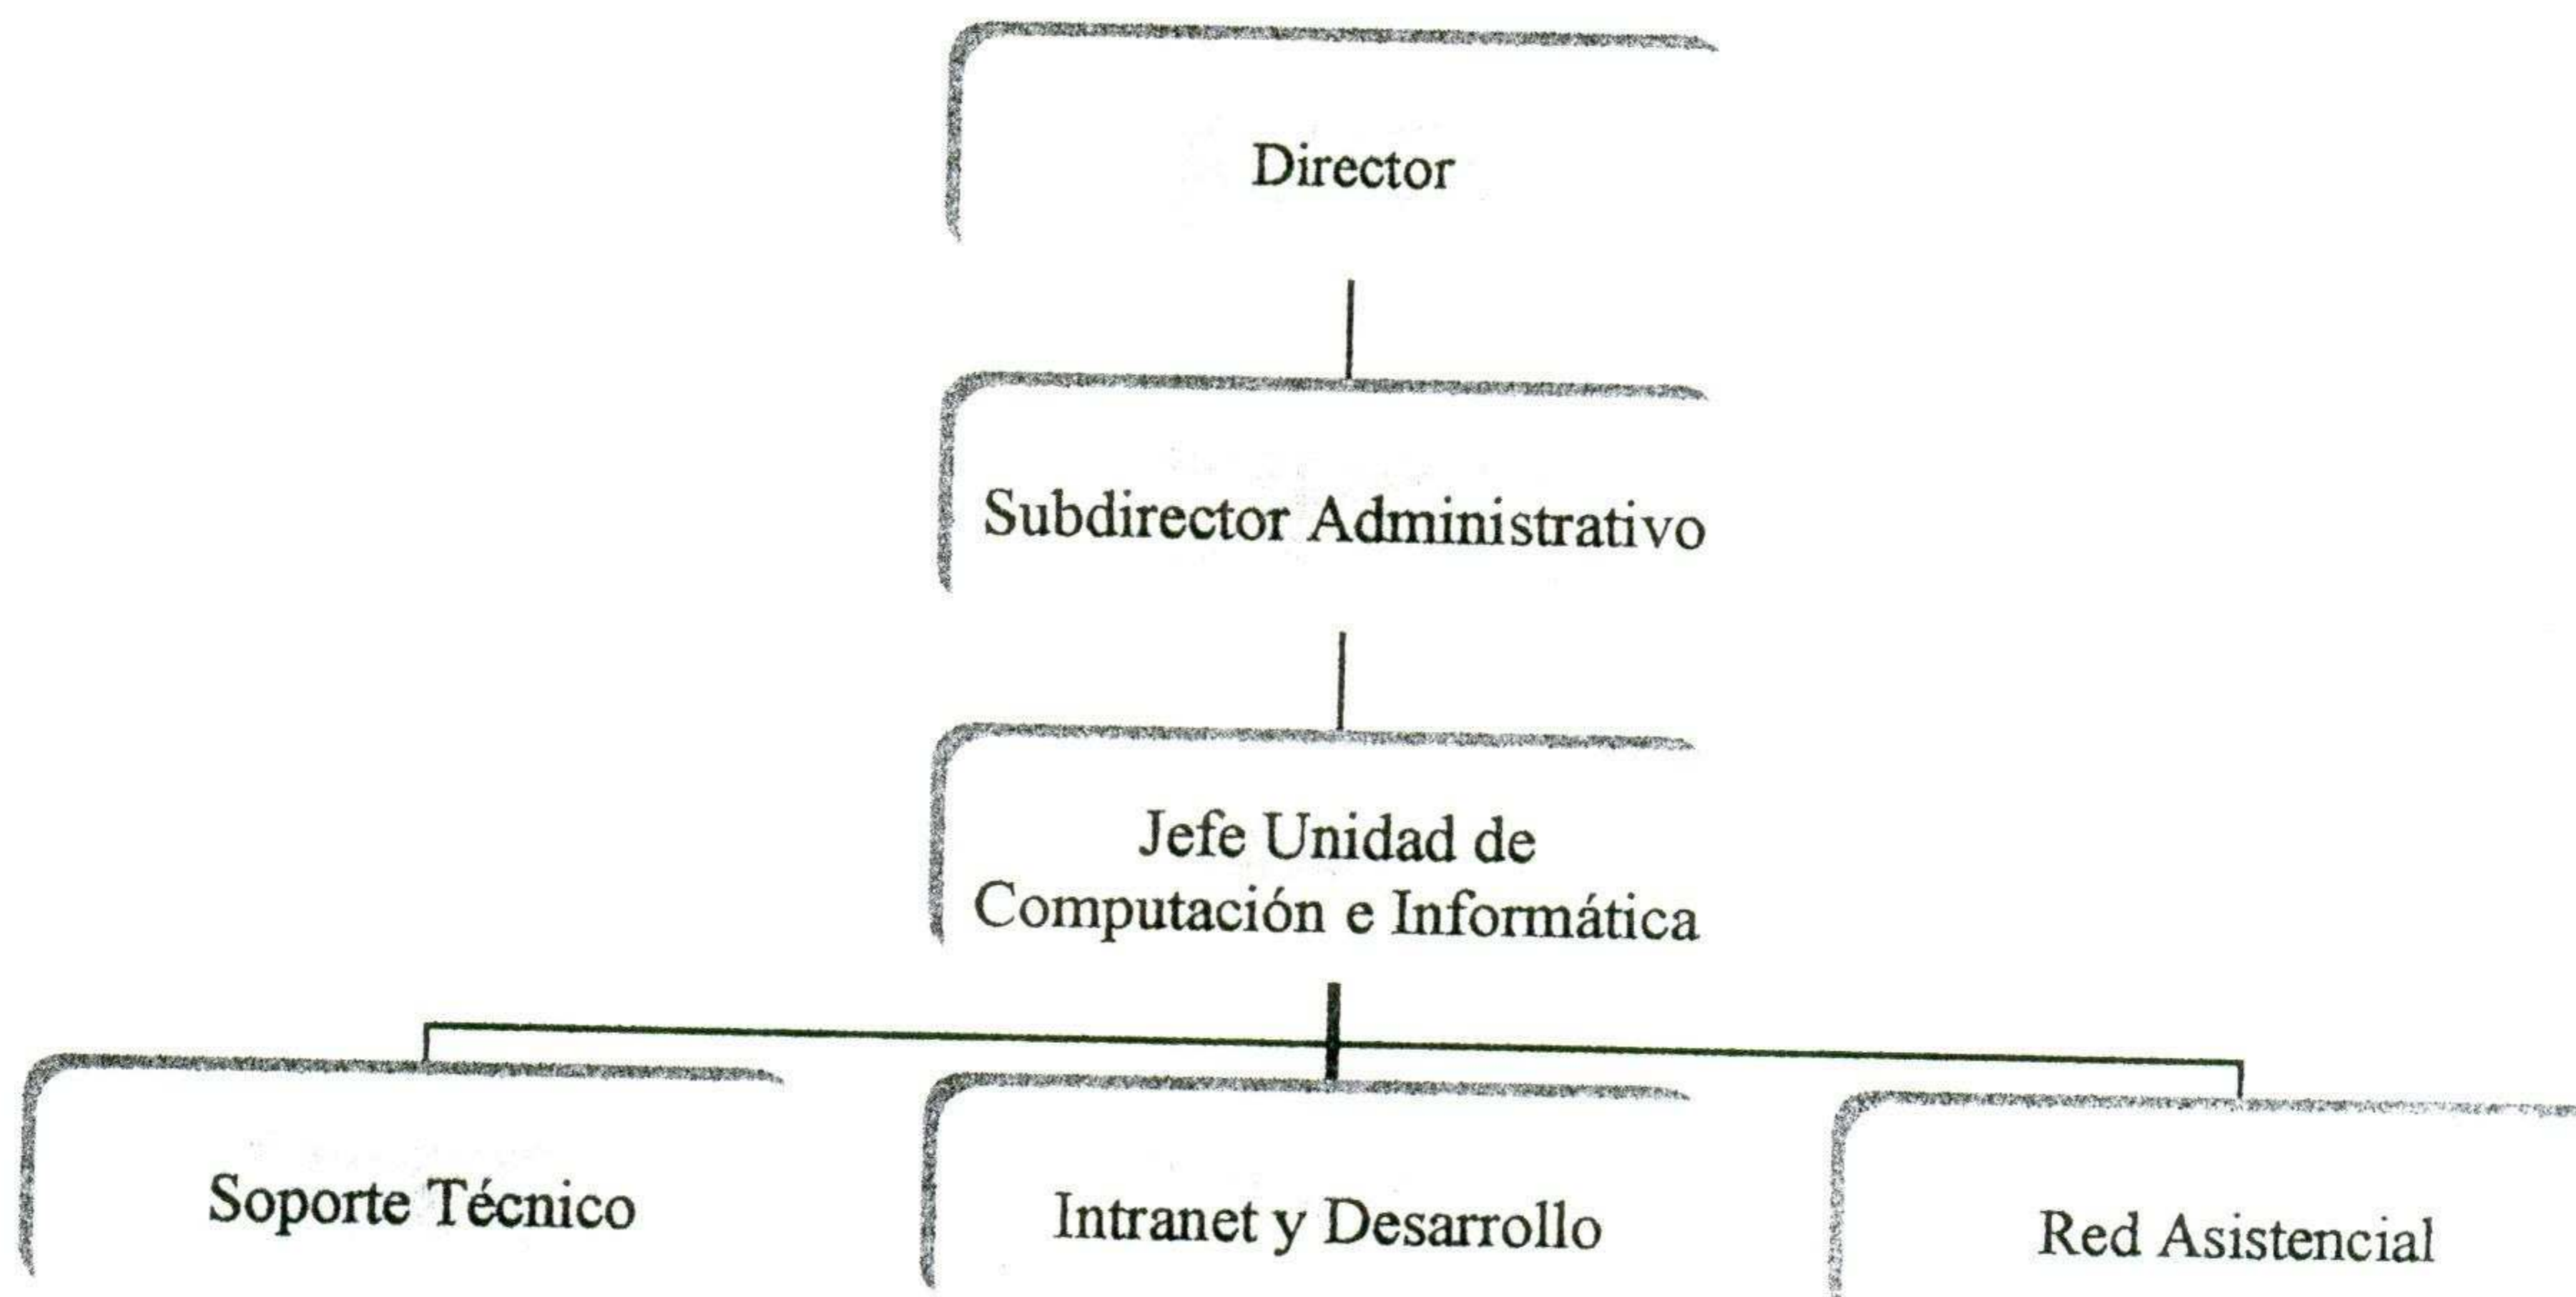 Director
Subdirector Administrativo
Jefe Unidad de
Computación e Informática
Soporte Técnico
Intranet y Desarrollo
Red Asistencial